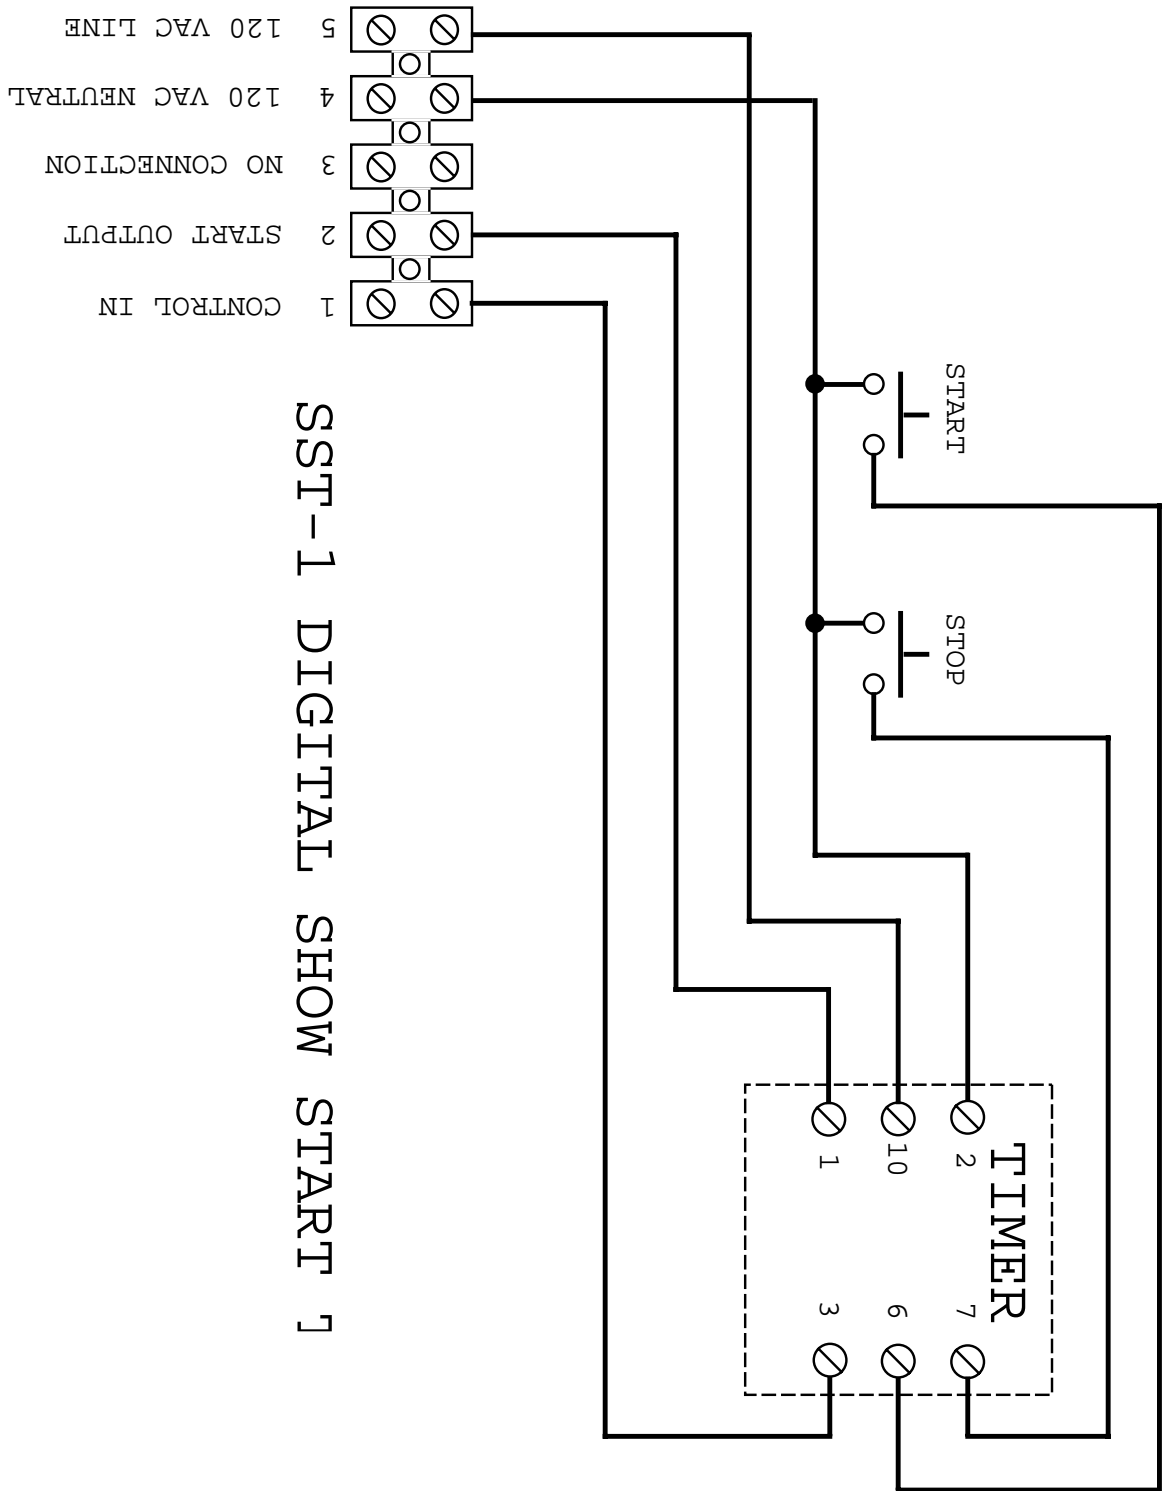 5 120 VAC LINE
4 120 VAC NEUTRAL
3 NO CONNECTION
2 START OUTPUT
1 CONTROL IN
START
STOP
SST-1 DIGITAL SHOW START
TIMER
2
10
1
7
6
3